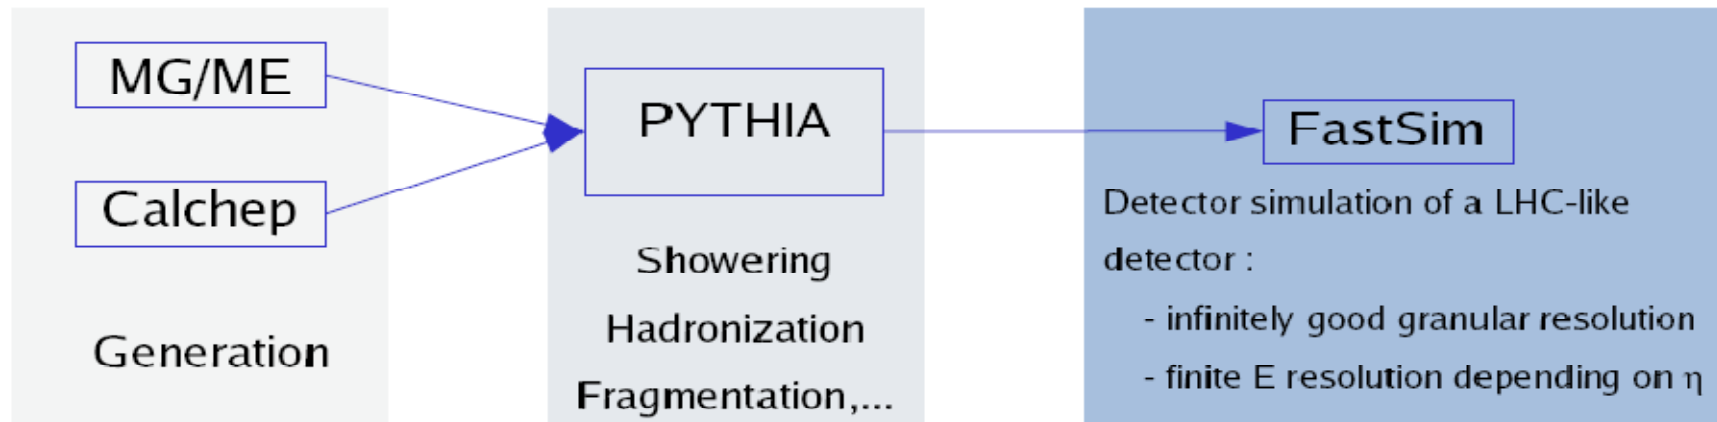 MG/ME
Calchep
Generation
PYTHIA
Showering
Hadronization
Fragmentation,...
FastSim
Detector simulation of a LHC-like
detector :
- infinitely good granular resolution
- finite E resolution depending on η